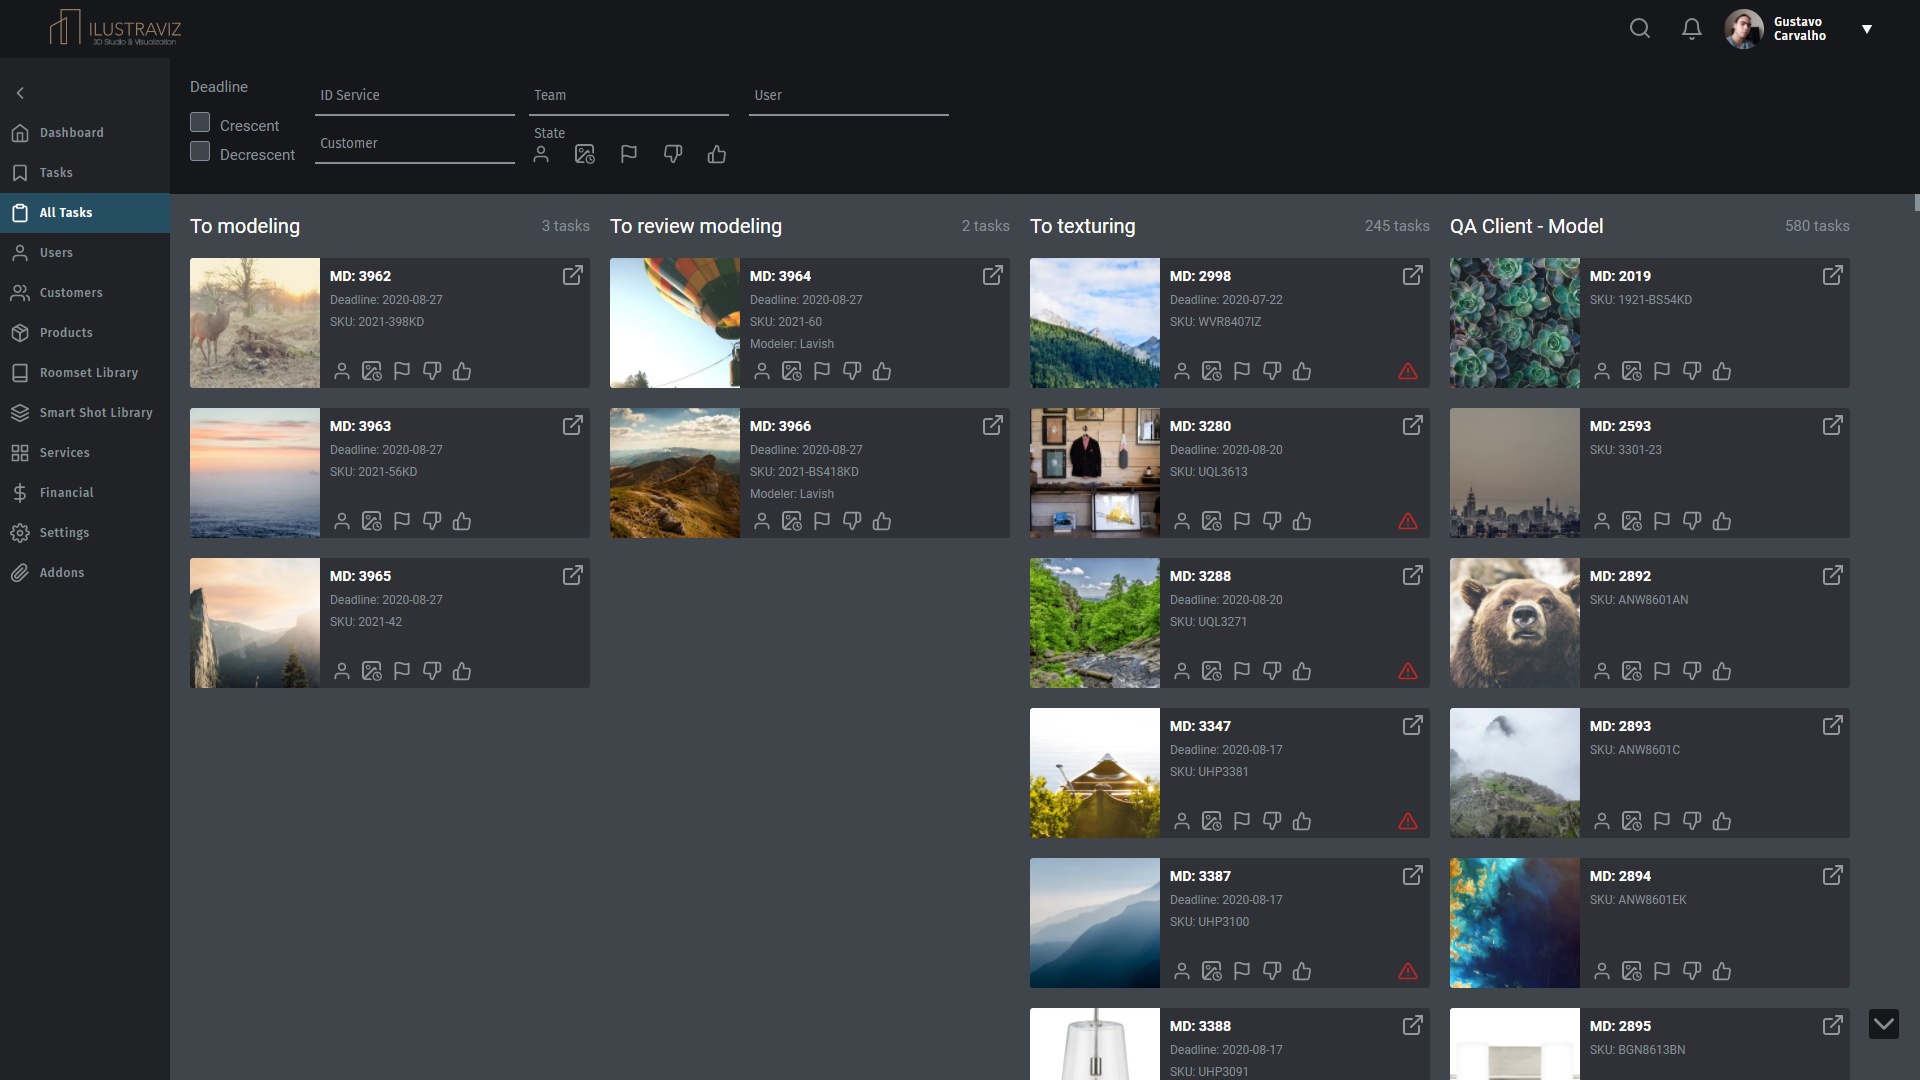 ILUSTRAVIZ
3D Studio & Visualization
Gustavo
Carvalho
Dashboard
Tasks
All Tasks
Users
Customers
Products
Roomset Library
Smart Shot Library
Services
Financial
Settings
Addons
Deadline
Crescent
Decrescent
ID Service
Customer
Team
State
User
To modeling
3 tasks
MD: 3962
Deadline: 2020-08-27
SKU: 2021-398KD
MD: 3963
Deadline: 2020-08-27
SKU: 2021-56KD
MD: 3965
Deadline: 2020-08-27
SKU: 2021-42
To review modeling
2 tasks
MD: 3964
Deadline: 2020-08-27
SKU: 2021-60
Modeler: Lavish
MD: 3966
Deadline: 2020-08-27
SKU: 2021-BS418KD
Modeler: Lavish
To texturing
245 tasks
MD: 2998
Deadline: 2020-07-22
SKU: WVR8407IZ
MD: 3280
Deadline: 2020-08-20
SKU: UQL3613
MD: 3288
Deadline: 2020-08-20
SKU: UQL3271
MD: 3347
Deadline: 2020-08-17
SKU: UHP3381
MD: 3387
Deadline: 2020-08-17
SKU: UHP3100
MD: 3388
Deadline: 2020-08-17
SKU: UHP3091
QA Client - Model
580 tasks
MD: 2019
SKU: 1921-BS54KD
MD: 2593
SKU: 3301-23
MD: 2892
SKU: ANW8601AN
MD: 2893
SKU: ANW8601C
MD: 2894
SKU: ANW8601EK
MD: 2895
SKU: BGN8613BN